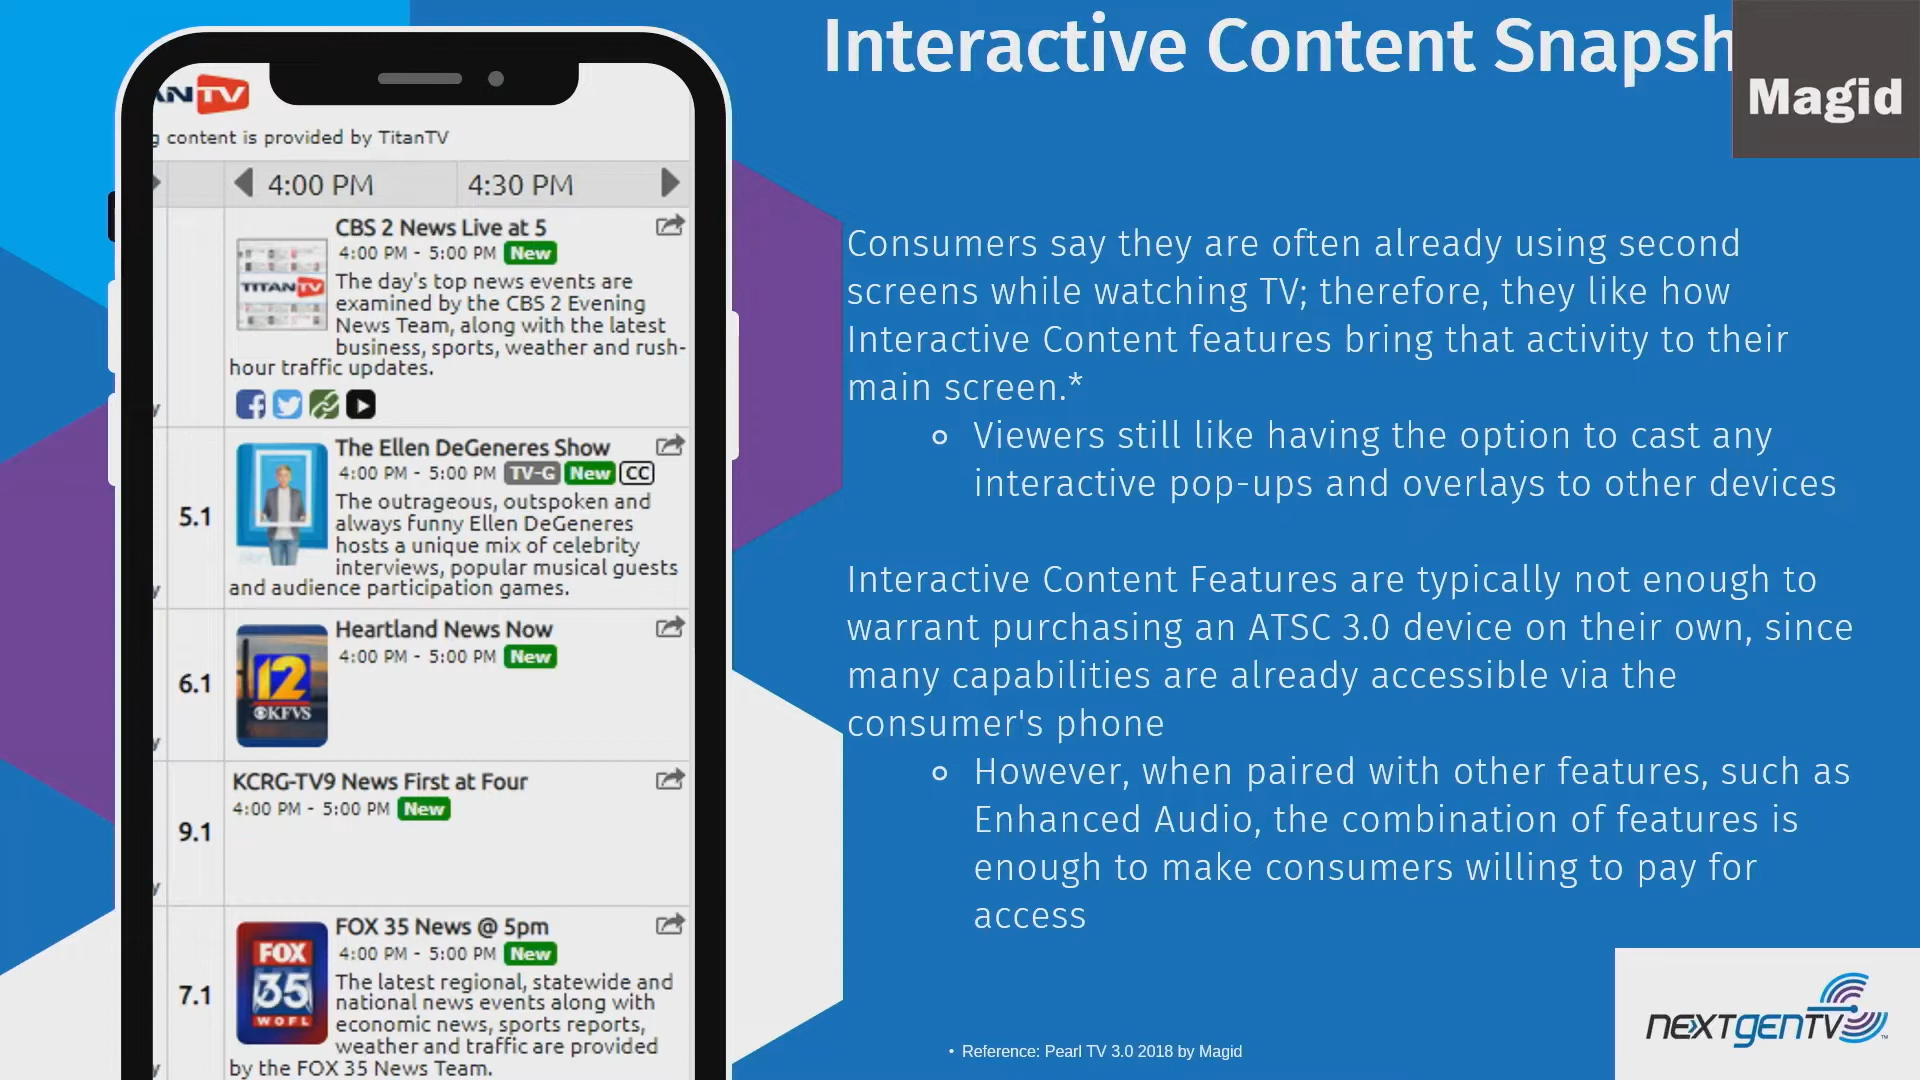 Interactive Content Snapsh
Magid
ANTV
g content is provided by TitanTV
4:00 PM 4:30 PM
CBS 2 News Live at 5
4:00 PM - 5:00 PM New
TITANTV
The day's top news events are
examined by the CBS 2 Evening
News Team, along with the latest
business, sports, weather and rush-
hour traffic updates.
5.1
The Ellen DeGeneres Show
4:00 PM - 5:00 PM TV-G New CC
The outrageous, outspoken and
always funny Ellen DeGeneres
hosts a unique mix of celebrity
interviews, popular musical guests
and audience participation games.
6.1
12
KFVS
Heartland News Now
4:00 PM - 5:00 PM New
9.1
KCRG-TV9 News First at Four
4:00 PM - 5:00 PM New
7.1
FOX
35
WOFL
FOX 35 News @ 5pm
4:00 PM - 5:00 PM New
The latest regional, statewide and
national news events along with
economic news, sports reports,
weather and traffic are provided
by the FOX 35 News Team.
Consumers say they are often already using second
screens while watching TV; therefore, they like how
Interactive Content features bring that activity to their
main screen.*
Viewers still like having the option to cast any
interactive pop-ups and overlays to other devices
Interactive Content Features are typically not enough to
warrant purchasing an ATSC 3.0 device on their own, since
many capabilities are already accessible via the
consumer's phone
However, when paired with other features, such as
Enhanced Audio, the combination of features is
enough to make consumers willing to pay for
access
• Reference: Pearl TV 3.0 2018 by Magid
NEXTGENTV